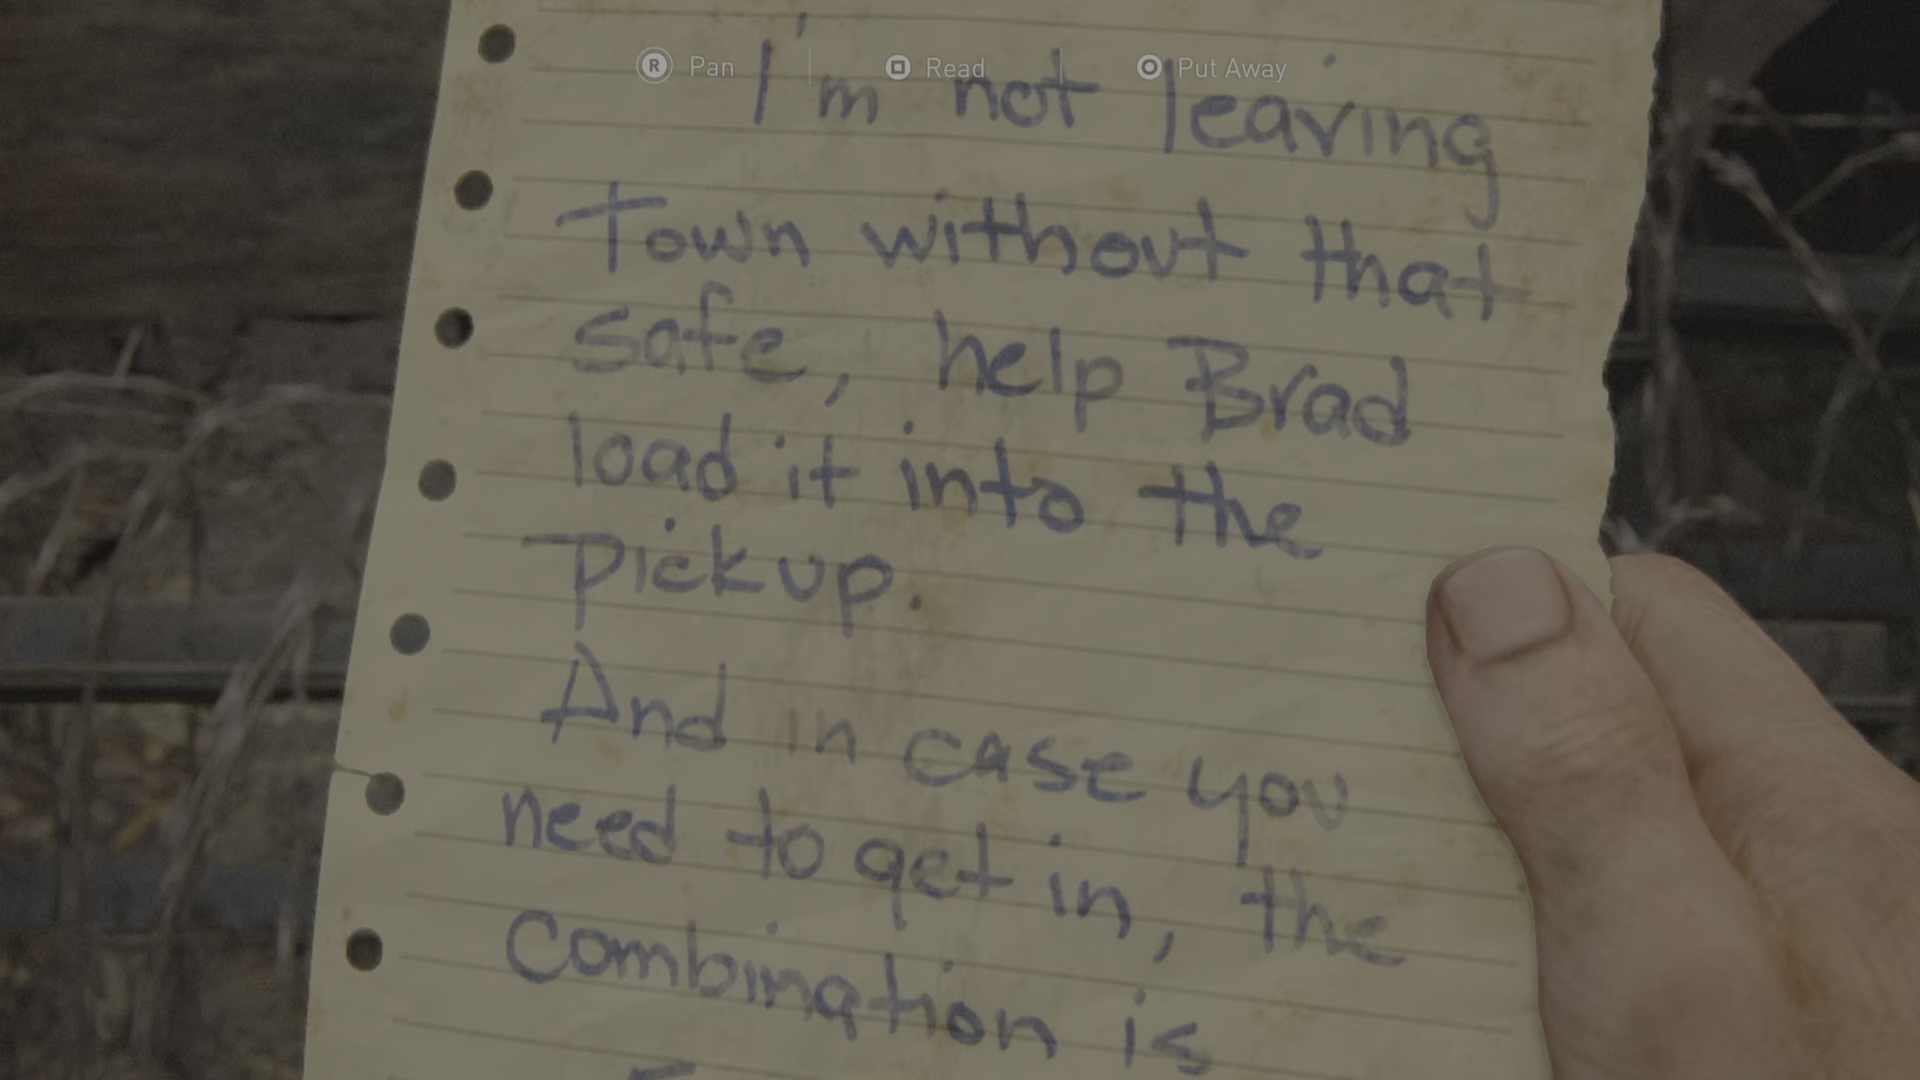 R Pan Read Put Away
I'm not leaving
Town without that
safe, help Brad
load it into the
Pickup.
And in case you
need to get in, the
Combination is